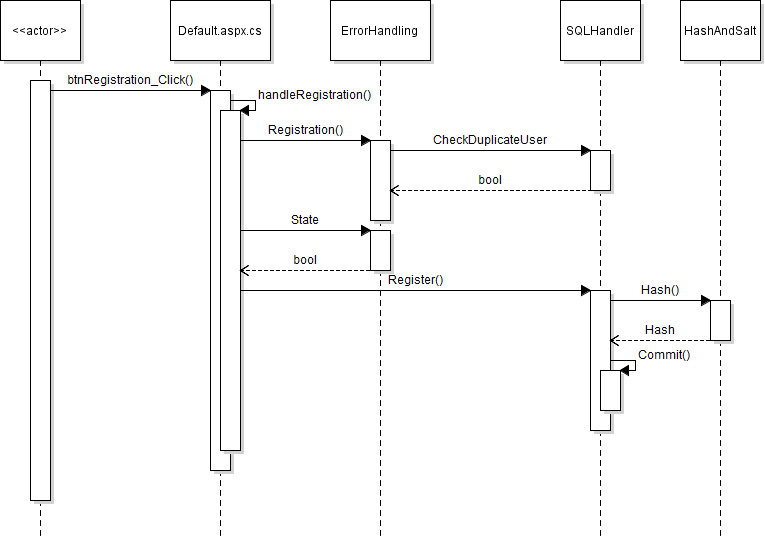 <<actor>>
Default.aspx.cs
ErrorHandling
SQLHandler
HashAndSalt
btnRegistration_Click()
handleRegistration()
Registration()
CheckDuplicateUser
bool
State
bool
Register()
Hash()
Hash
Commit()